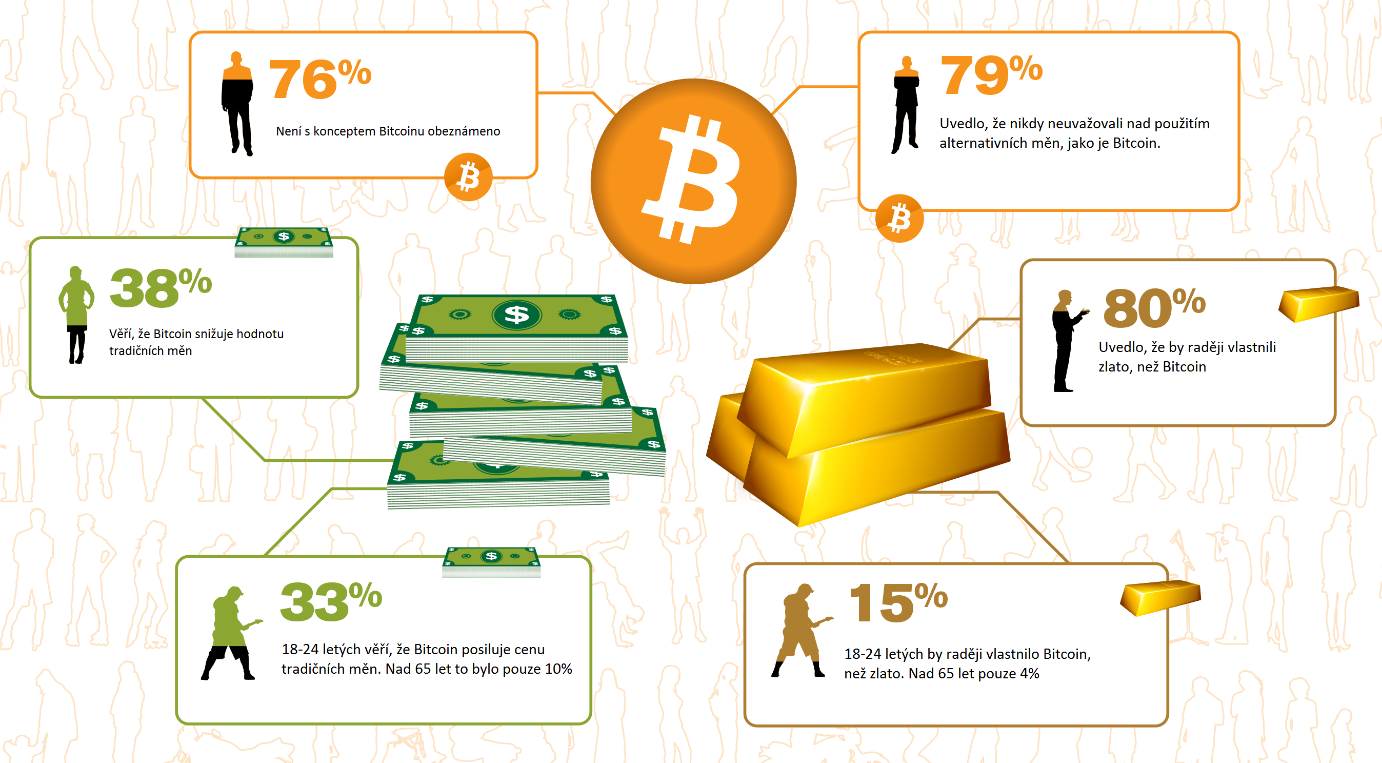 76%
Není s konceptem Bitcoinu obeznámeno
79%
Uvedlo, že nikdy neuvažovali nad použitím
alternativních měn, jako je Bitcoin.
38%
Věří, že Bitcoin snižuje hodnotu
tradičních měn
80%
Uvedlo, že by raději vlastnili
zlato, než Bitcoin
33%
18-24 letých věří, že Bitcoin posiluje cenu
tradičních měn. Nad 65 let to bylo pouze 10%
15%
18-24 letých by raději vlastnilo Bitcoin,
než zlato. Nad 65 let pouze 4%